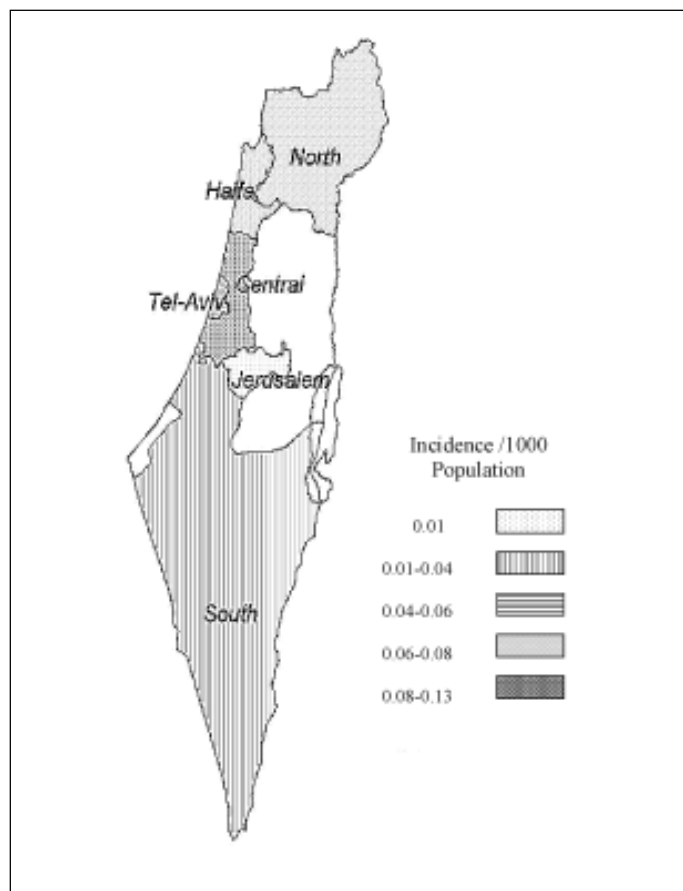 North
Haifa
Central
Tel-Aviv
Jerusalem
South
Incidence /1000
Population
0.01
0.01-0.04
0.04-0.06
0.06-0.08
0.08-0.13